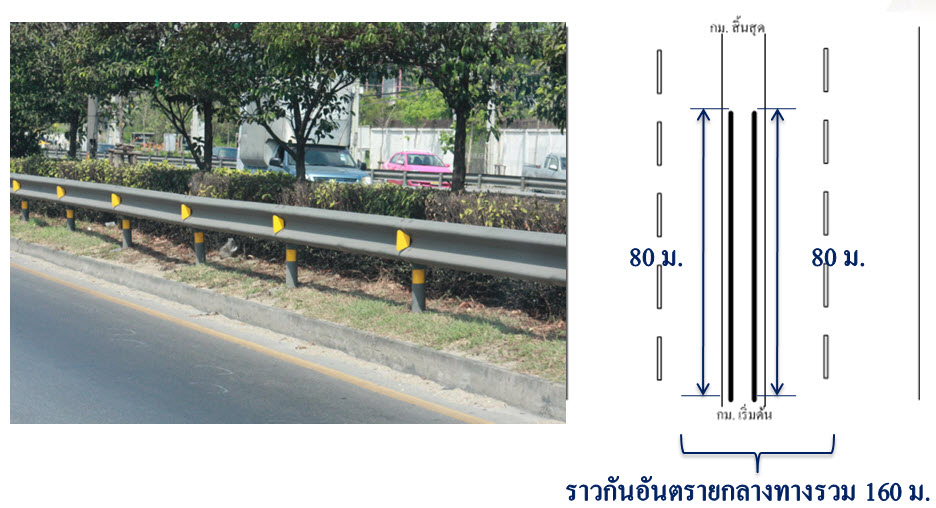 กม. สิ้นสุด
80 ม.
80 ม.
กม. เริ่มต้น
ราวกันอันตรายกลางทางรวม 160 ม.